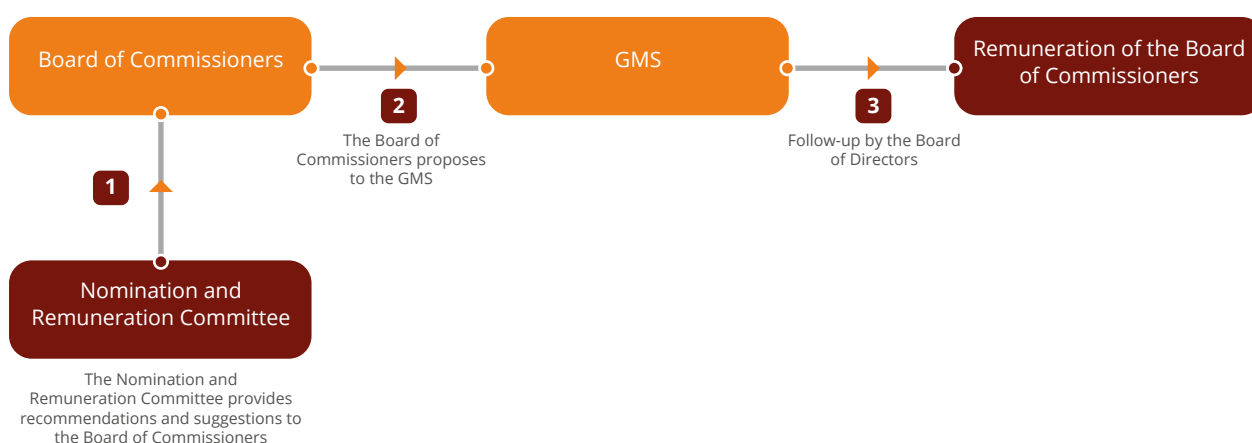 Board of Commissioners
GMS
Remuneration of the Board
of Commissioners
2
The Board of
Commissioners proposes
to the GMS
3
Follow-up by the Board
of Directors
1
Nomination and
Remuneration Committee
The Nomination and
Remuneration Committee provides
recommendations and suggestions to
the Board of Commissioners